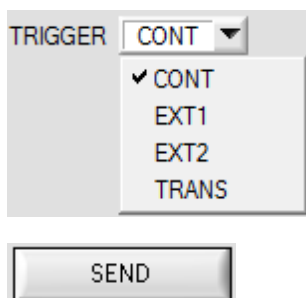 TRIGGER CONT
CONT
EXT1
EXT2
TRANS
SEND